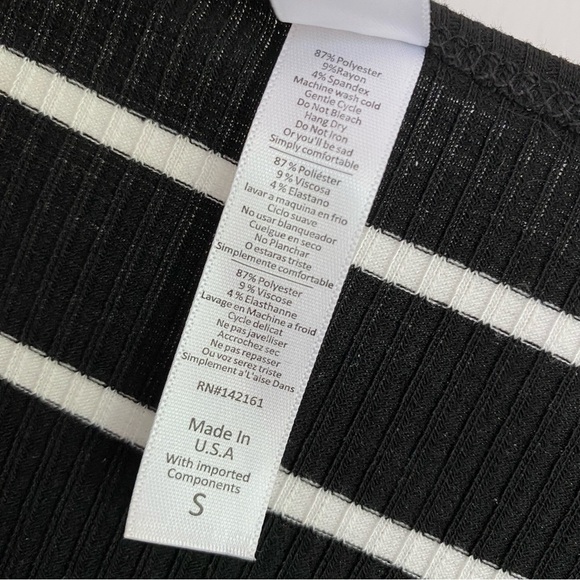 87% Polyester
9%Rayon
4% Spandex
Machine wash cold
Gentle Cycle
Do Not Bleach
Hang Dry
Do Not Iron
Or you'll be sad
Simply comfortable
87% Poliéster
9% Viscosa
4% Elastano
lavar a maquina en frio
Ciclo suave
No usar blanqueador
Cuelgue en seco
No Planchar
O estaras triste
Simplemente comfortable
87% Polyester
9% Viscose
4% Elasthanne
Lavage en Machine a froid
Cycle delicat
Ne pas javelliser
Accrochez sec
Ne pas repasser
Ou voz serez triste
Simplement a'L'aise Dans
RN#142161
Made In
U.S.A
With imported
Components
S